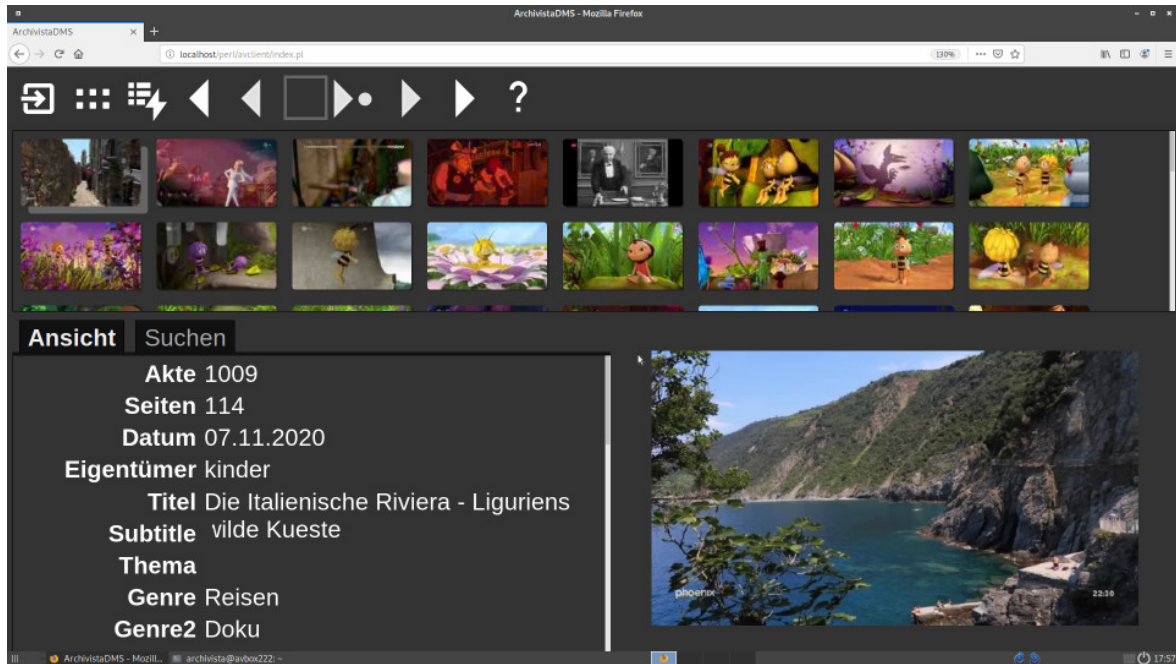 ArchivistaDMS - Mozilla Firefox
ArchivistaDMS × +
localhost/perl/avclient/index.pl 130%
?
Ansicht Suchen
Akte 1009
Seiten 114
Datum 07.11.2020
Eigentümer kinder
Titel Die Italienische Riviera - Liguriens
Subtitle wilde Kueste
Thema
Genre Reisen
Genre2 Doku
phoenix 22:30
ArchivistaDMS - Mozill... archivista@avbox222: ~ 17:57